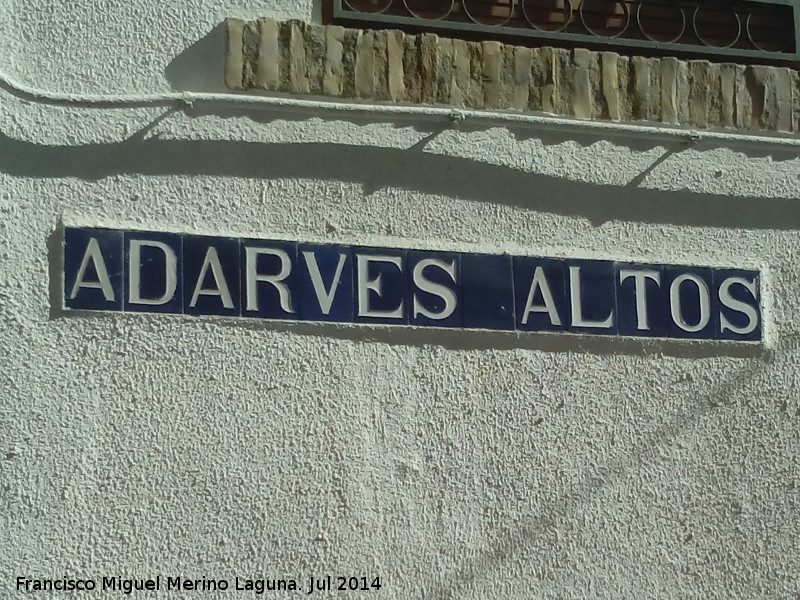 ADARVES ALTOS
Francisco Miguel Merino Laguna. Jul 2014